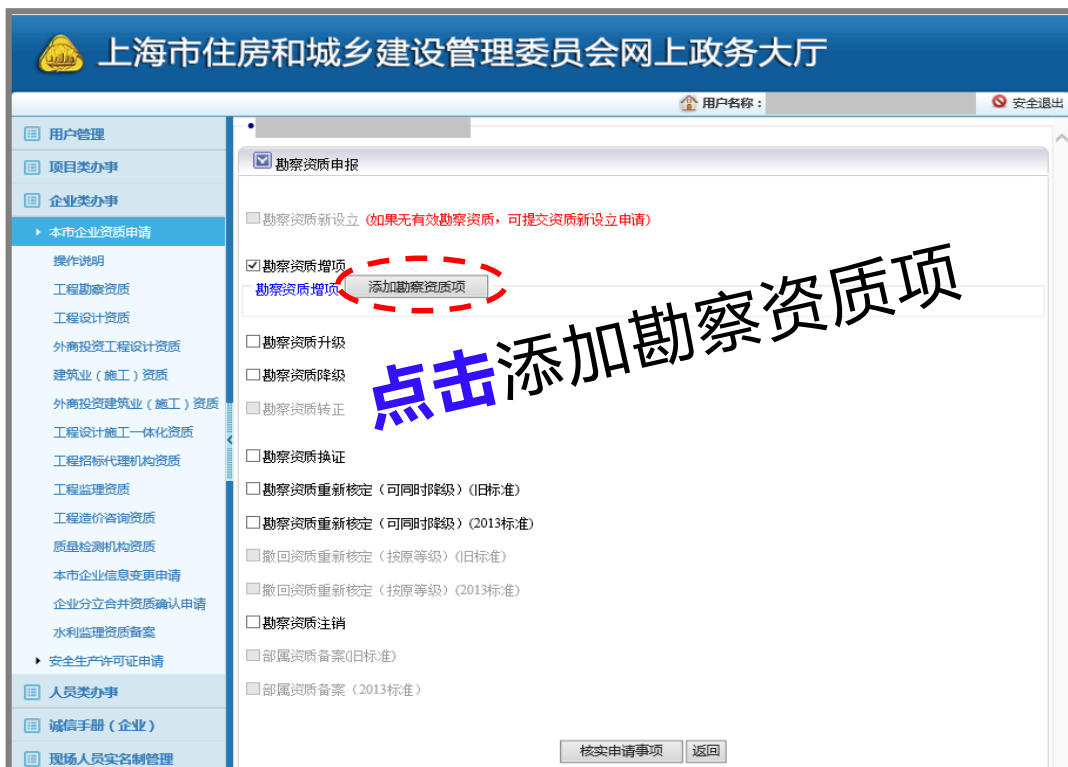 上海市住房和城乡建设管理委员会网上政务大厅
用户名称：
安全退出
用户管理
项目类办事
企业类办事
本市企业资质申请
操作说明
工程勘察资质
工程设计资质
外商投资工程设计资质
建筑业（施工）资质
外商投资建筑业（施工）资质
工程设计施工一体化资质
工程招标代理机构资质
工程监理资质
工程造价咨询资质
质量检测机构资质
本市企业信息变更申请
企业分立合并资质确认申请
水利监理资质备案
安全生产许可证申请
人员类办事
诚信手册（企业）
现场人员实名制管理
勘察资质申报
勘察资质新设立 (如果无有效勘察资质，可提交资质新设立申请)
勘察资质增项
勘察资质增项 添加勘察资质项
点击添加勘察资质项
勘察资质升级
勘察资质降级
勘察资质转正
勘察资质换证
勘察资质重新核定（可同时降级）(旧标准)
勘察资质重新核定（可同时降级）(2013标准)
撤回资质重新核定（按原等级）(旧标准)
撤回资质重新核定（按原等级）(2013标准)
勘察资质注销
部属资质备案(旧标准)
部属资质备案（2013标准）
核实申请事项 返回